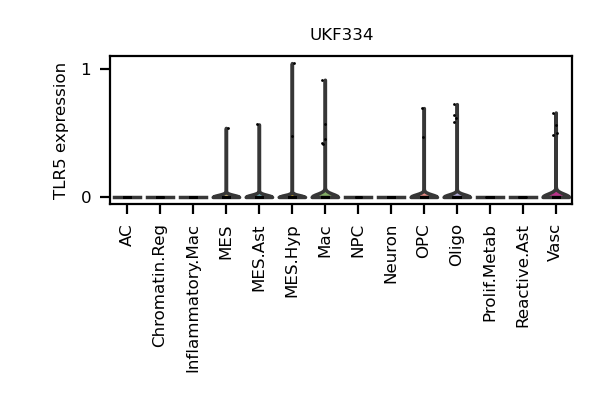 UKF334
TLR5 expression
1
0
AC
Chromatin.Reg
Inflammatory.Mac
MES
MES.Ast
MES.Hyp
Mac
NPC
Neuron
OPC
Oligo
Prolif.Metab
Reactive.Ast
Vasc